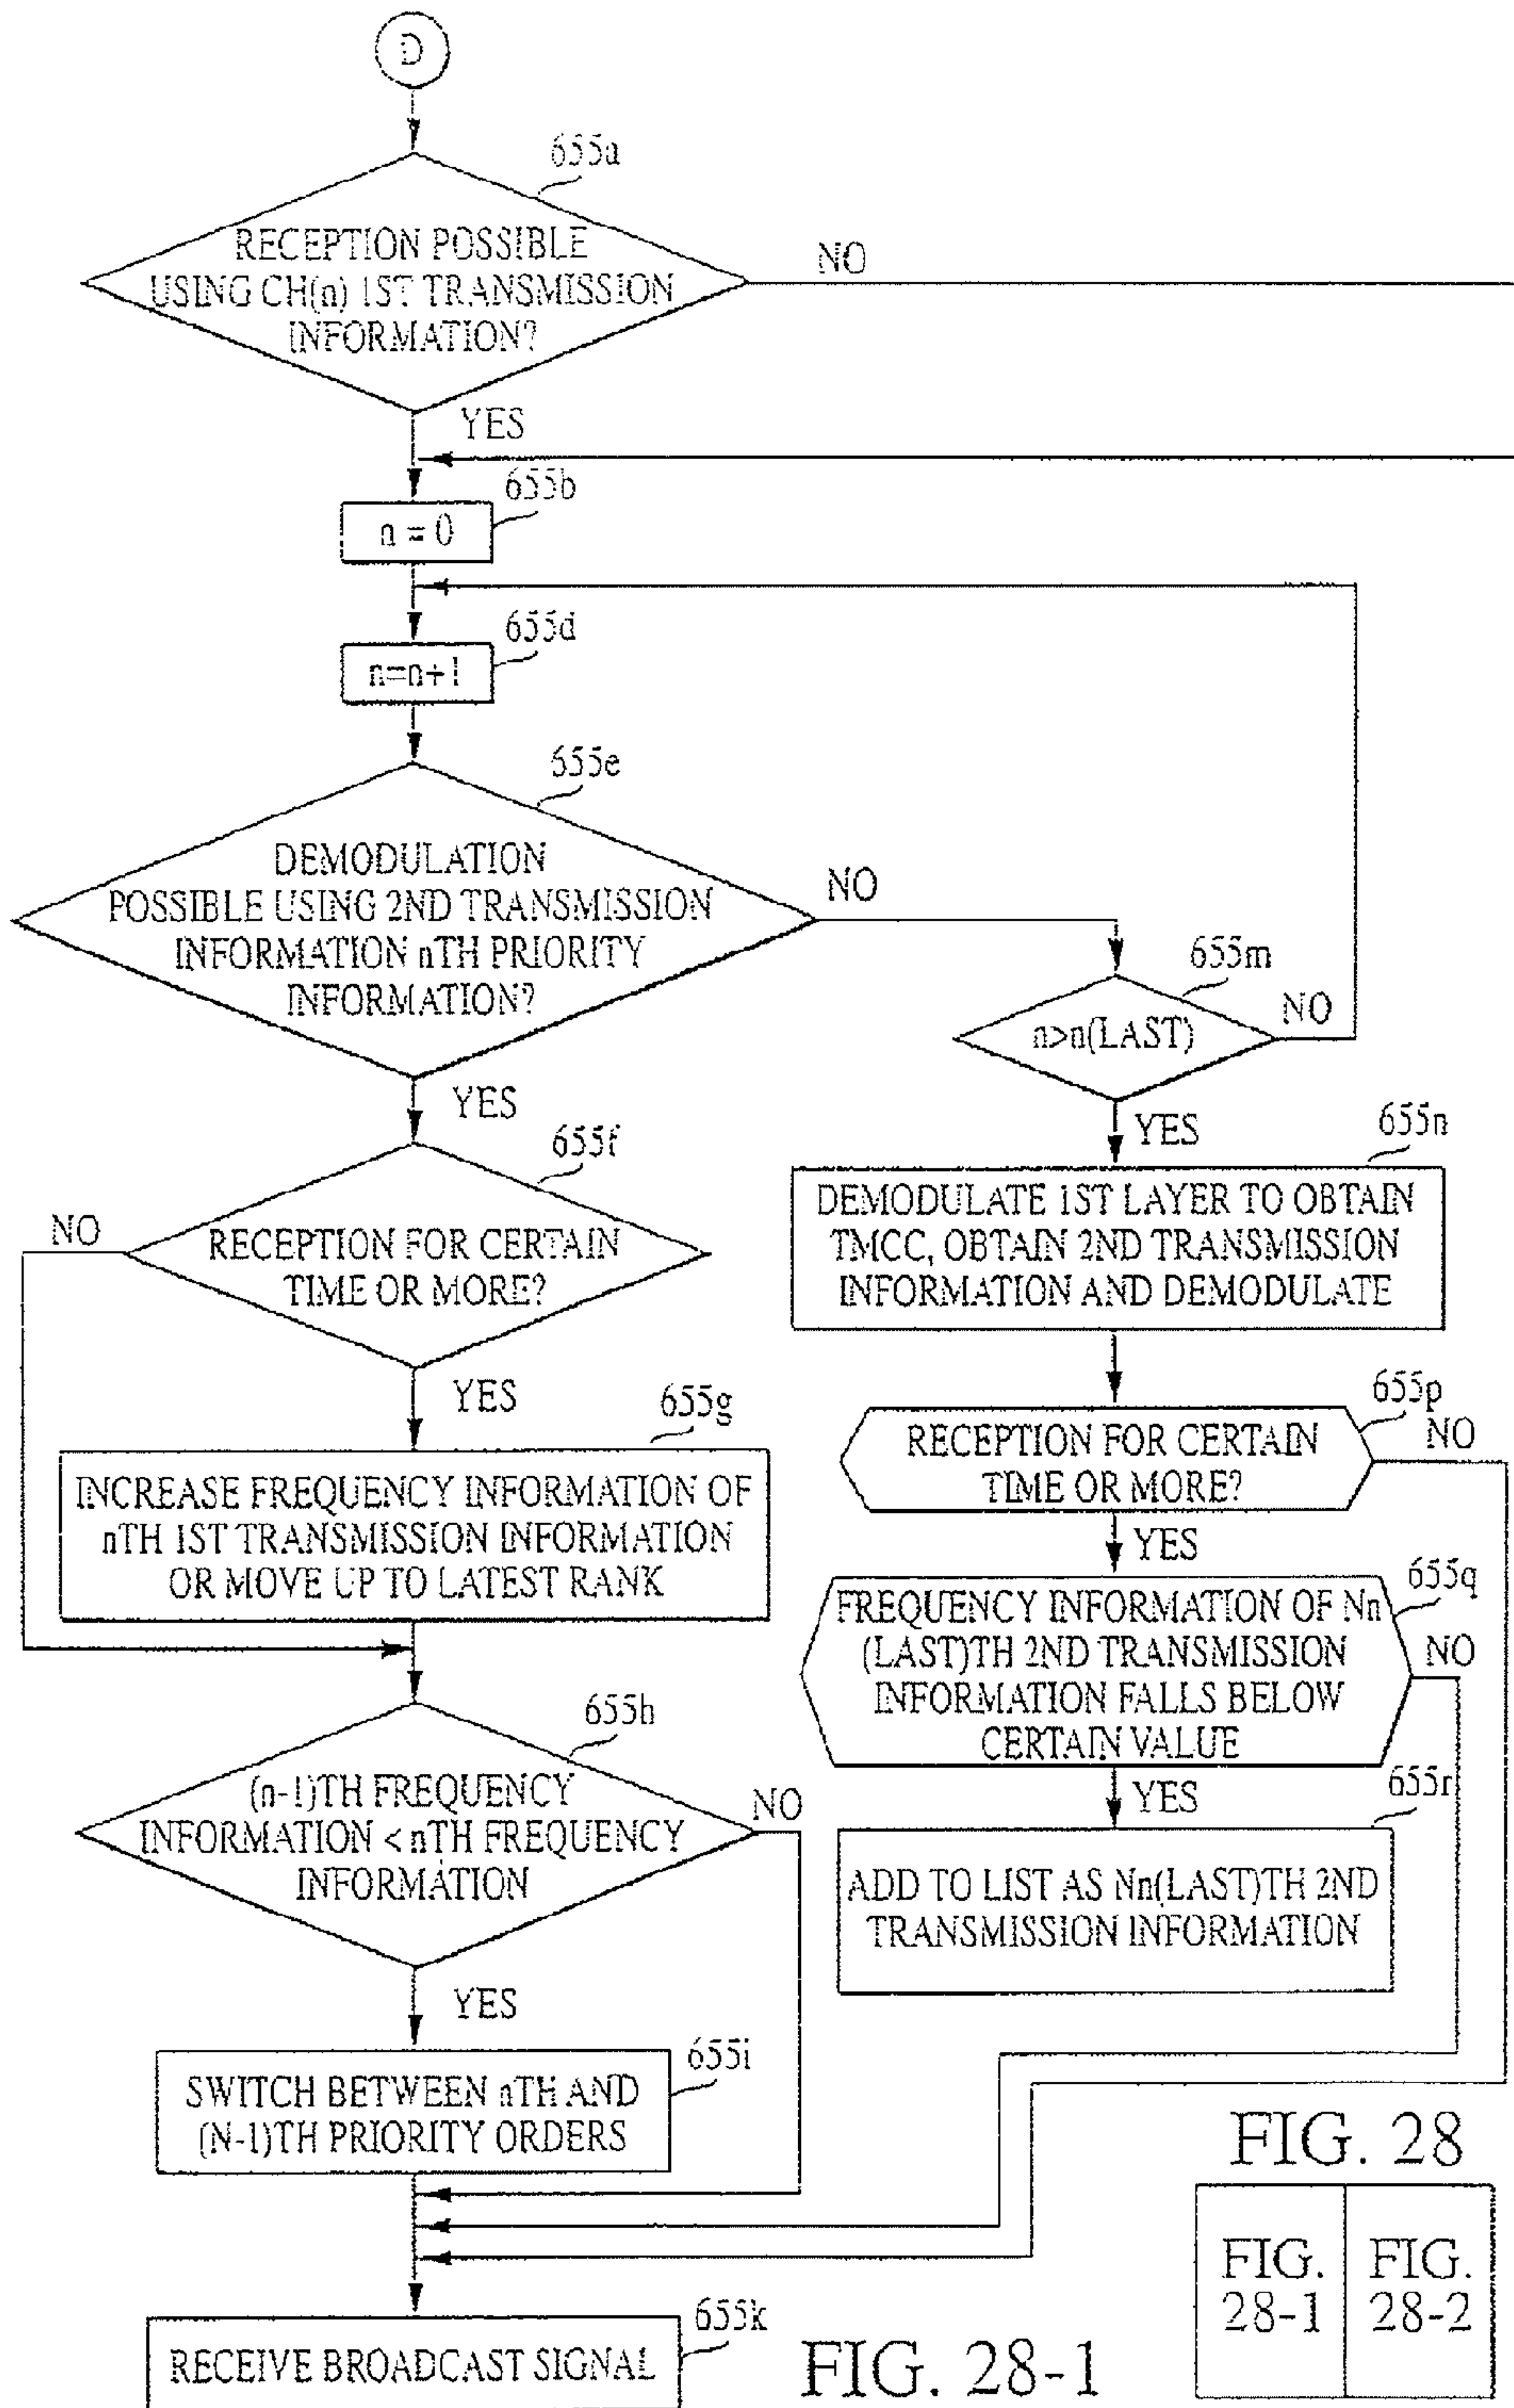 D
655a
RECEPTION POSSIBLE
USING CH(n) 1ST TRANSMISSION
INFORMATION?
NO
YES
655b
n = 0
655d
n=n+1
655e
DEMODULATION
POSSIBLE USING 2ND TRANSMISSION
INFORMATION nTH PRIORITY
INFORMATION?
NO
YES
655m
n>n(LAST)
NO
YES
655f
RECEPTION FOR CERTAIN
TIME OR MORE?
NO
YES
655n
DEMODULATE 1ST LAYER TO OBTAIN
TMCC, OBTAIN 2ND TRANSMISSION
INFORMATION AND DEMODULATE
655g
INCREASE FREQUENCY INFORMATION OF
nTH 1ST TRANSMISSION INFORMATION
OR MOVE UP TO LATEST RANK
655p
RECEPTION FOR CERTAIN
TIME OR MORE?
NO
YES
655q
FREQUENCY INFORMATION OF Nn
(LAST)TH 2ND TRANSMISSION
INFORMATION FALLS BELOW
CERTAIN VALUE
NO
YES
655h
(n-1)TH FREQUENCY
INFORMATION < nTH FREQUENCY
INFORMATION
NO
YES
655r
ADD TO LIST AS Nn(LAST)TH 2ND
TRANSMISSION INFORMATION
655i
SWITCH BETWEEN nTH AND
(N-1)TH PRIORITY ORDERS
655k
RECEIVE BROADCAST SIGNAL
FIG. 28-1
FIG. 28
FIG.
28-1
FIG.
28-2